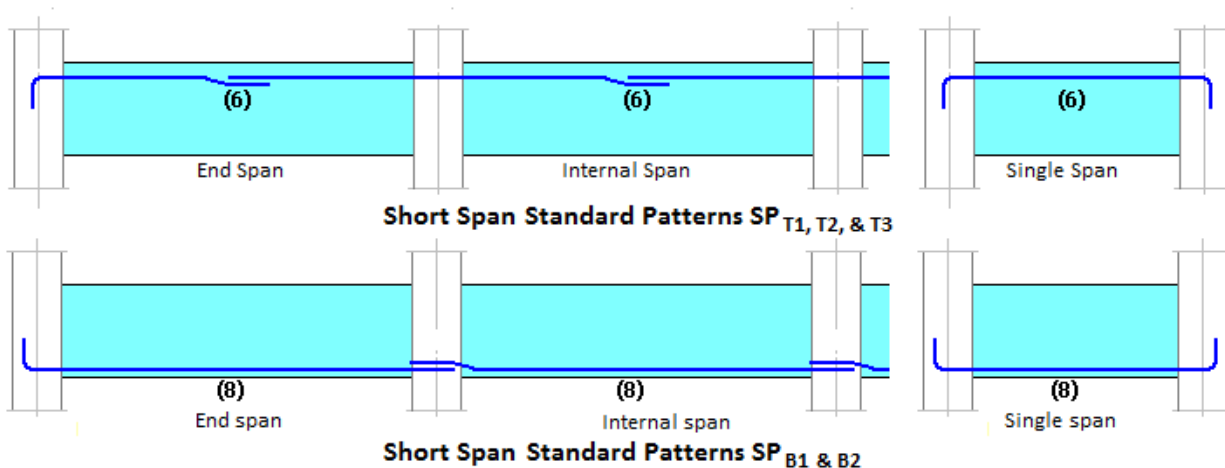 (6) (6) (6)
End Span Internal Span Single Span
Short Span Standard Patterns SP T1, T2, & T3
(8) (8) (8)
End span Internal span Single span
Short Span Standard Patterns SP B1 & B2